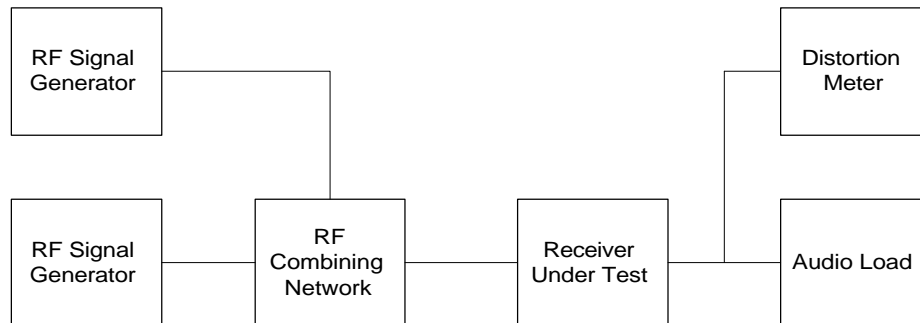 RF Signal
Generator
Distortion
Meter
RF Signal
Generator
RF
Combining
Network
Receiver
Under Test
Audio Load